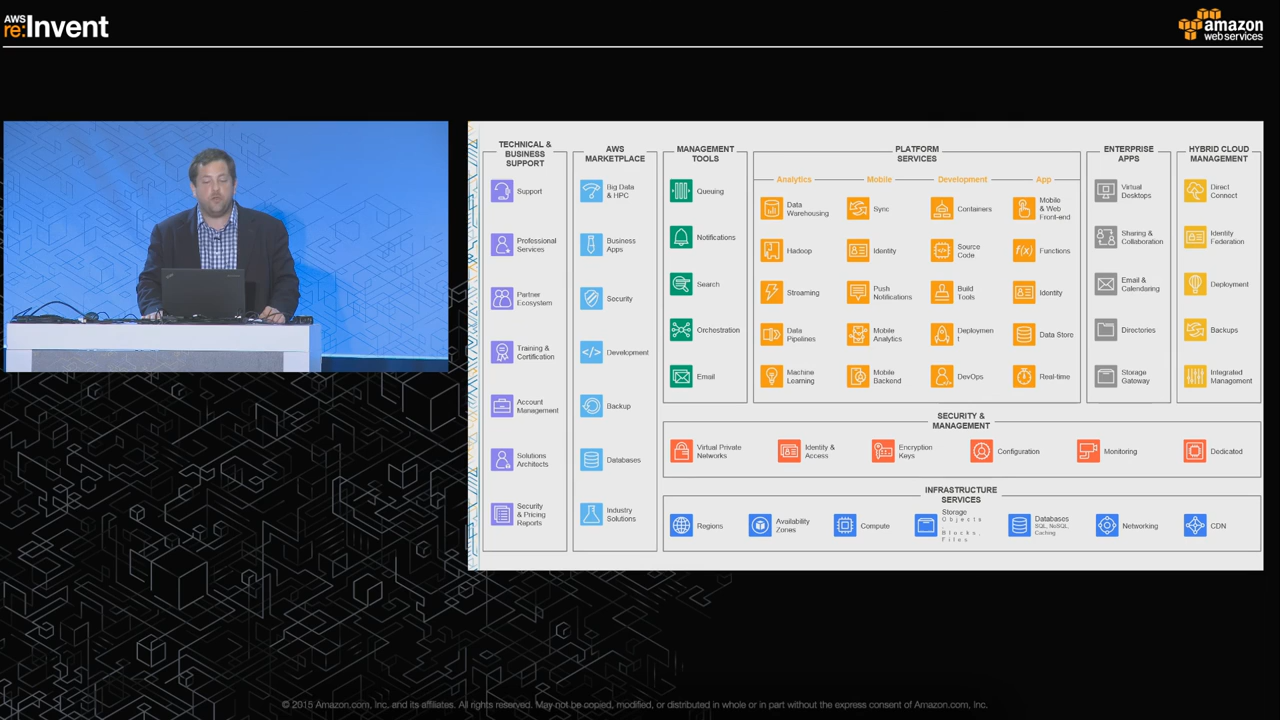 AWS
re:Invent
amazon
web services
TECHNICAL &
BUSINESS
SUPPORT
Support
Professional
Services
Partner
Ecosystem
Training &
Certification
Account
Management
Solutions
Architects
Security
& Pricing
Reports
AWS
MARKETPLACE
Big Data
& HPC
Business
Apps
Security
Development
Backup
Databases
Industry
Solutions
MANAGEMENT
TOOLS
Queuing
Notifications
Search
Orchestration
Email
PLATFORM
SERVICES
Analytics
Data
Warehousing
Hadoop
Streaming
Data
Pipelines
Machine
Learning
Mobile
Sync
Identity
Push
Notifications
Mobile
Analytics
Mobile
Backend
Development
Containers
Source
Code
Build
Tools
Deploymen
t
DevOps
App
Mobile
& Web
Front-end
f(x)
Functions
Identity
Data Store
Real-time
ENTERPRISE
APPS
Virtual
Desktops
Sharing &
Collaboration
Email &
Calendaring
Directories
Storage
Gateway
HYBRID CLOUD
MANAGEMENT
Direct
Connect
Identity
Federation
Deployment
Backups
Integrated
Management
SECURITY &
MANAGEMENT
Virtual Private
Networks
Identity &
Access
Encryption
Keys
Configuration
Monitoring
Dedicated
INFRASTRUCTURE
SERVICES
Regions
Availability
Zones
Compute
Storage
Objects
,
Blocks,
Files
Databases
SQL, NoSQL,
Caching
Networking
CDN
© 2015 Amazon.com, Inc. and its affiliates. All rights reserved. May not be copied, modified, or distributed in whole or in part without the express consent of Amazon.com, Inc.